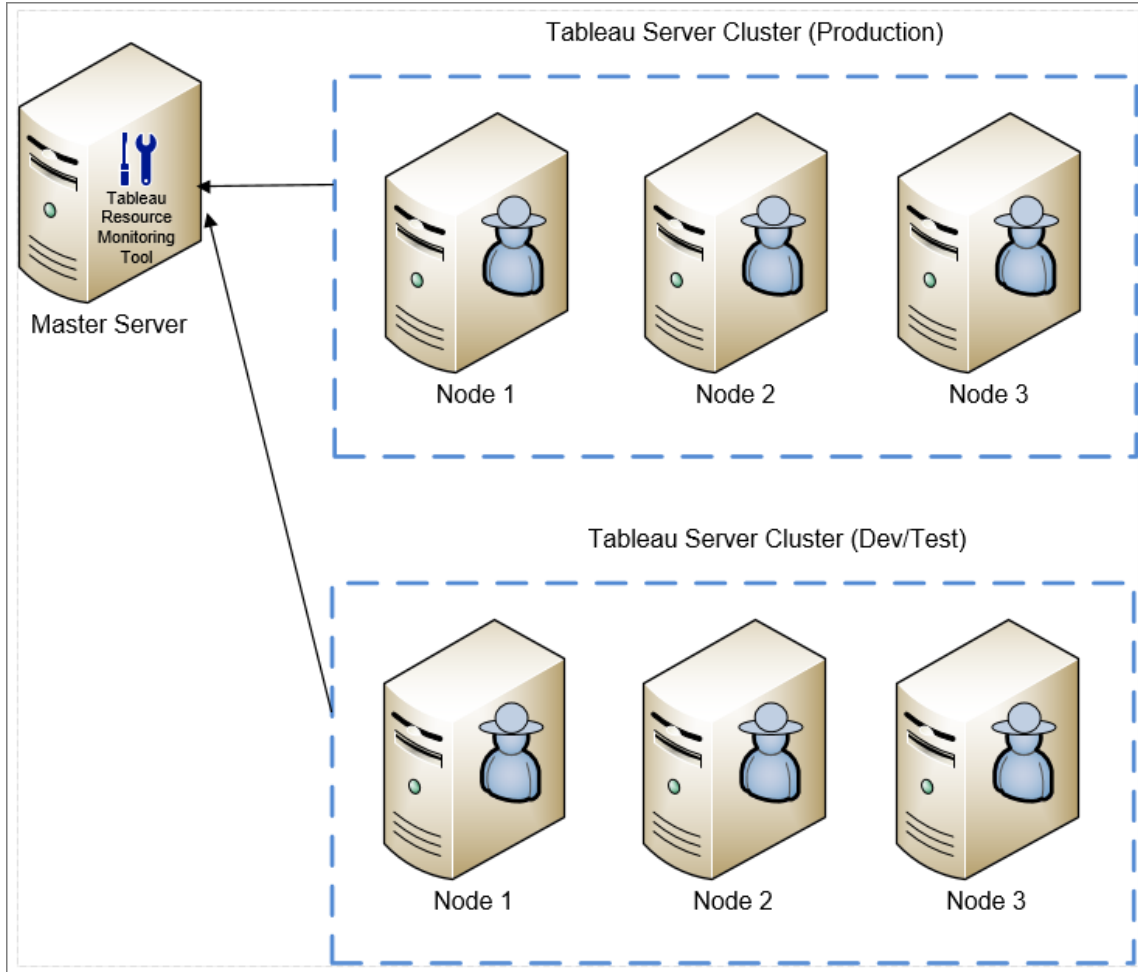 Tableau Server Cluster (Production)
Tableau
Resource
Monitoring
Tool
Master Server
Node 1
Node 2
Node 3
Tableau Server Cluster (Dev/Test)
Node 1
Node 2
Node 3